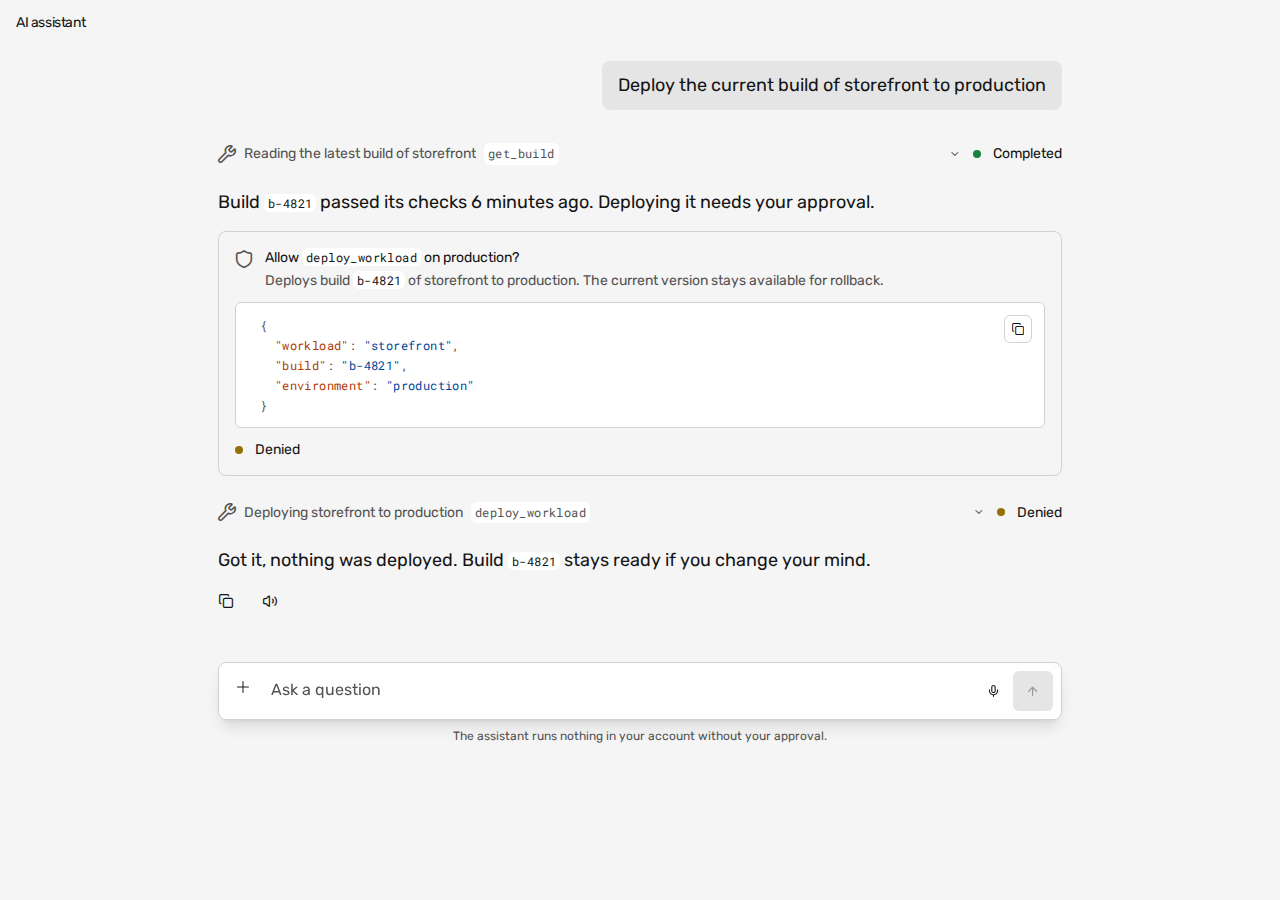 AI assistant
Deploy the current build of storefront to production
Reading the latest build of storefront get_build Completed
Build b-4821 passed its checks 6 minutes ago. Deploying it needs your approval.
Allow deploy_workload on production?
Deploys build b-4821 of storefront to production. The current version stays available for rollback.
{
"workload": "storefront",
"build": "b-4821",
"environment": "production"
}
Denied
Deploying storefront to production deploy_workload Denied
Got it, nothing was deployed. Build b-4821 stays ready if you change your mind.
Ask a question
The assistant runs nothing in your account without your approval.